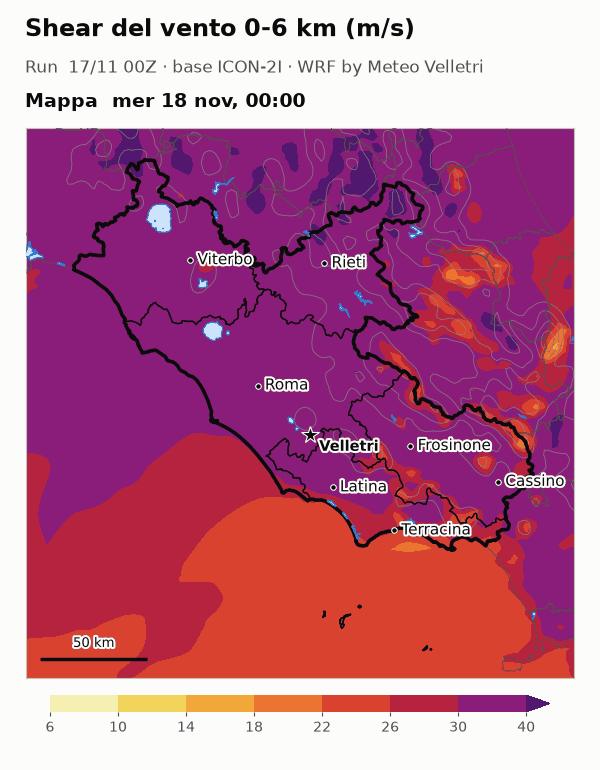 Shear del vento 0-6 km (m/s)
Run  17/11 00Z · base ICON-2I · WRF by Meteo Velletri
Mappa  mer 18 nov, 00:00
Viterbo
Rieti
Roma
Velletri
Frosinone
Cassino
Latina
Terracina
50 km
6 10 14 18 22 26 30 40